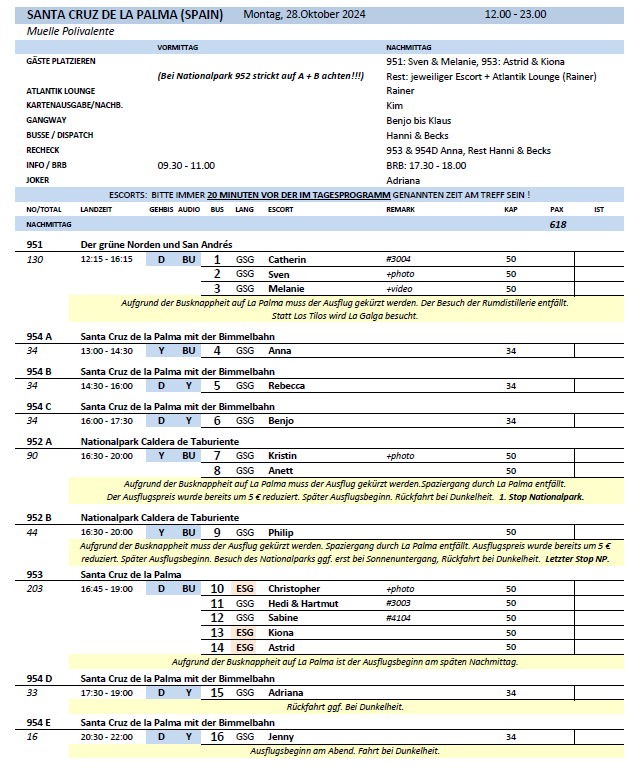 SANTA CRUZ DE LA PALMA (SPAIN) Montag, 28.Oktober 2024 12.00 - 23.00
Muelle Polivalente
VORMITTAG NACHMITTAG
GÄSTE PLATZIEREN 951: Sven & Melanie, 953: Astrid & Kiona
(Bei Nationalpark 952 strickt auf A + B achten!!!) Rest: jeweiliger Escort + Atlantik Lounge (Rainer)
ATLANTIK LOUNGE Rainer
KARTENAUSGABE/NACHB. Kim
GANGWAY Benjo bis Klaus
BUSSE / DISPATCH Hanni & Becks
RECHECK 953 & 954D Anna, Rest Hanni & Becks
INFO / BRB 09.30 - 11.00 BRB: 17.30 - 18.00
JOKER Adriana
ESCORTS: BITTE IMMER 20 MINUTEN VOR DER IM TAGESPROGRAMM GENANNTEN ZEIT AM TREFF SEIN !
NO/TOTAL LANDZEIT GEHBIS AUDIO BUS LANG ESCORT REMARK KAP PAX IST
NACHMITTAG 618
951 Der grüne Norden und San Andrés
130 12:15 - 16:15 D BU 1 GSG Catherin #3004 50
2 GSG Sven +photo 50
3 GSG Melanie +video 50
Aufgrund der Busknappheit auf La Palma muss der Ausflug gekürzt werden. Der Besuch der Rumdistillerie entfällt.
Statt Los Tilos wird La Galga besucht.
954 A Santa Cruz de la Palma mit der Bimmelbahn
34 13:00 - 14:30 Y BU 4 GSG Anna 34
954 B Santa Cruz de la Palma mit der Bimmelbahn
34 14:30 - 16:00 D Y 5 GSG Rebecca 34
954 C Santa Cruz de la Palma mit der Bimmelbahn
34 16:00 - 17:30 D Y 6 GSG Benjo 34
952 A Nationalpark Caldera de Taburiente
90 16:30 - 20:00 Y BU 7 GSG Kristin +photo 50
8 GSG Anett 50
Aufgrund der Busknappheit auf La Palma muss der Ausflug gekürzt werden.Spaziergang durch La Palma entfällt.
Der Ausflugspreis wurde bereits um 5 € reduziert. Später Ausflugsbeginn. Rückfahrt bei Dunkelheit. 1. Stop Nationalpark.
952 B Nationalpark Caldera de Taburiente
44 16:30 - 20:00 Y BU 9 GSG Philip 50
Aufgrund der Busknappheit muss der Ausflug gekürzt werden. Spaziergang durch La Palma entfällt. Ausflugspreis wurde bereits um 5 €
reduziert. Später Ausflugsbeginn. Besuch des Nationalparks ggf. erst bei Sonnenuntergang, Rückfahrt bei Dunkelheit. Letzter Stop NP.
953 Santa Cruz de la Palma
203 16:45 - 19:00 D BU 10 ESG Christopher +photo 50
11 GSG Hedi & Hartmut #3003 50
12 GSG Sabine #4104 50
13 ESG Kiona 50
14 ESG Astrid 50
Aufgrund der Busknappheit auf La Palma ist der Ausflugsbeginn am späten Nachmittag.
954 D Santa Cruz de la Palma mit der Bimmelbahn
33 17:30 - 19:00 D Y 15 GSG Adriana 34
Rückfahrt ggf. Bei Dunkelheit.
954 E Santa Cruz de la Palma mit der Bimmelbahn
16 20:30 - 22:00 D Y 16 GSG Jenny 34
Ausflugsbeginn am Abend. Fahrt bei Dunkelheit.